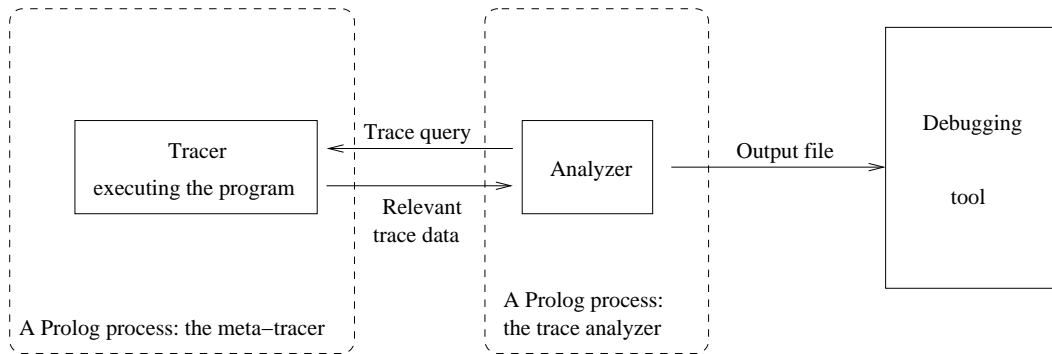 Tracer
executing the program
A Prolog process: the meta−tracer
Trace query
Relevant
trace data
Analyzer
A Prolog process:
the trace analyzer
Output file
Debugging
tool